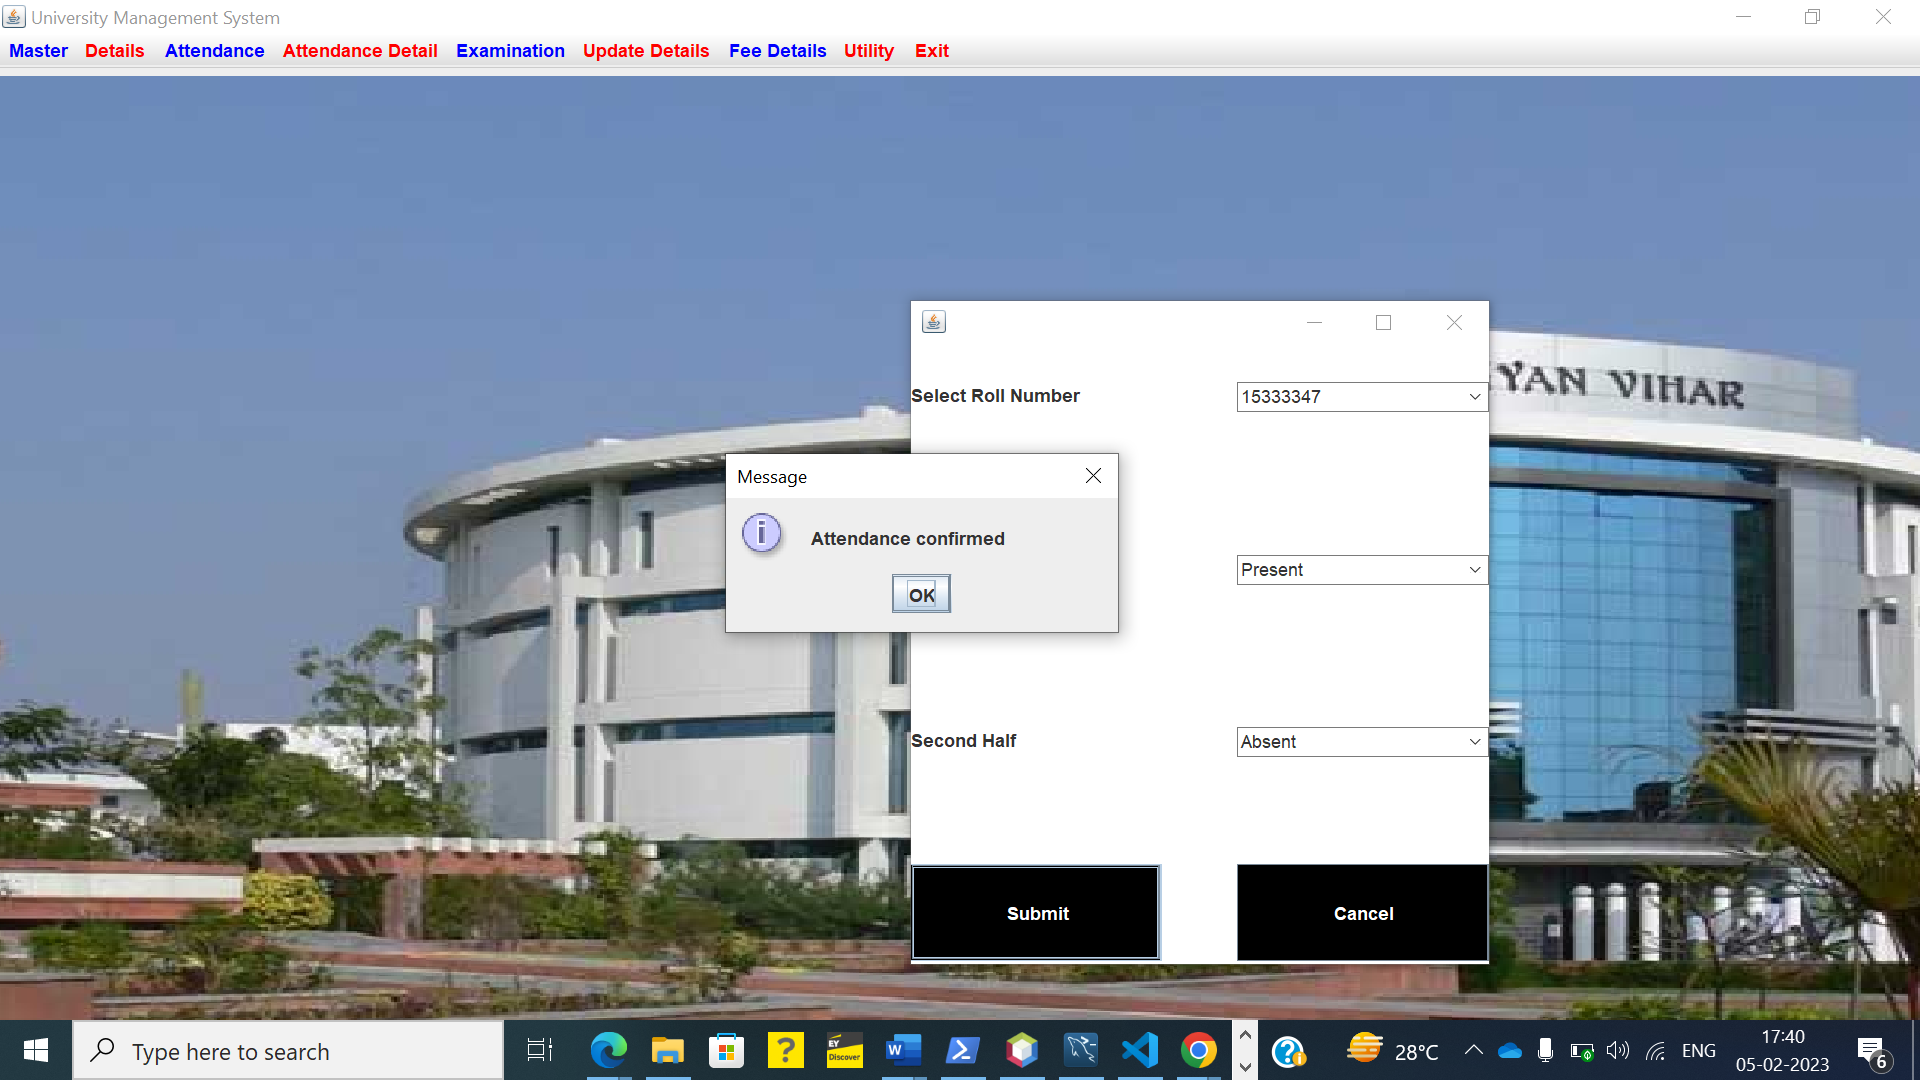 University Management System
Master Details Attendance Attendance Detail Examination Update Details Fee Details Utility Exit
YAN VIHAR
Select Roll Number 15333347
Message
Attendance confirmed
OK
Present
Second Half Absent
Submit Cancel
Type here to search
?
EY
Discover
W
28°C
ENG
17:40
05-02-2023
6